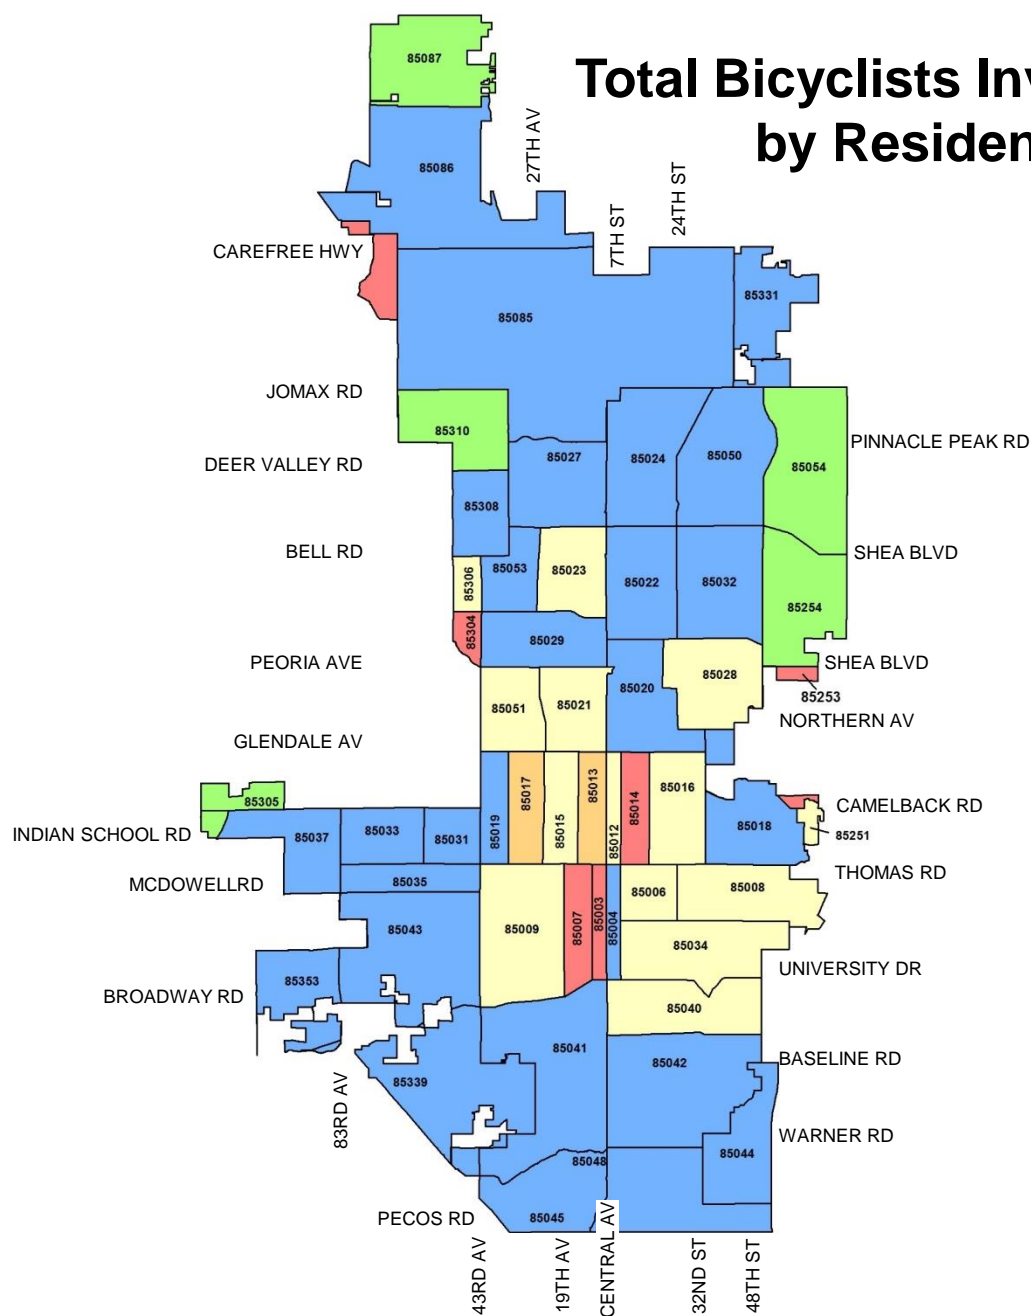 Total Bicyclists Inv
by Residen
85087
27TH AV
85086
24TH ST
7TH ST
CAREFREE HWY
85331
85085
JOMAX RD
85310
PINNACLE PEAK RD
85027
85024
85050
85054
DEER VALLEY RD
85308
BELL RD
85306
85053
85023
85022
85032
SHEA BLVD
85254
85304
85029
PEORIA AVE
SHEA BLVD
85020
85028
85253
85051
85021
NORTHERN AV
GLENDALE AV
85305
85019
85017
85015
85013
85012
85014
85016
CAMELBACK RD
INDIAN SCHOOL RD
85037
85033
85031
85018
85251
THOMAS RD
MCDOWELLRD
85035
85006
85008
85043
85009
85007
85003
85004
85034
UNIVERSITY DR
85353
BROADWAY RD
85040
85041
85042
BASELINE RD
85339
83RD AV
WARNER RD
85044
85048
PECOS RD
85045
43RD AV
19TH AV
CENTRAL AV
32ND ST
48TH ST